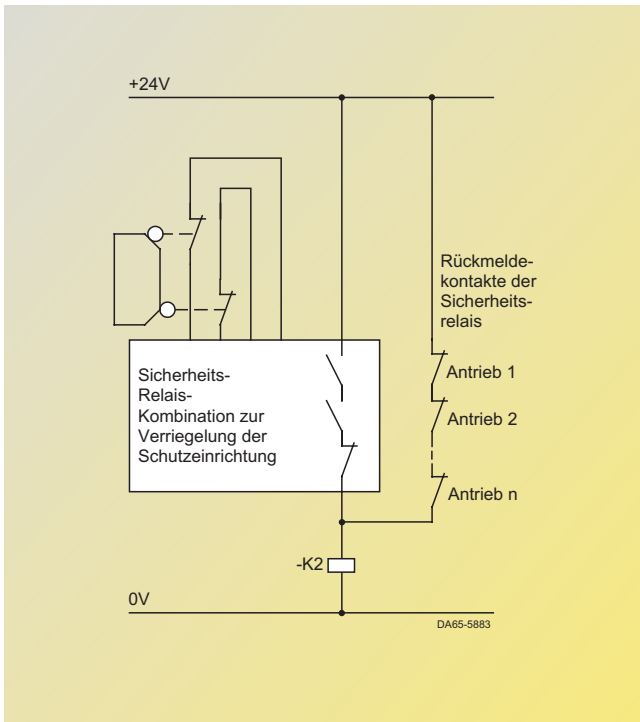 +24V
Rückmelde-
kontakte der
Sicherheits-
relais
Sicherheits-
Relais-
Kombination zur
Verriegelung der
Schutzeinrichtung
Antrieb 1
Antrieb 2
Antrieb n
-K2
0V
DA65-5883